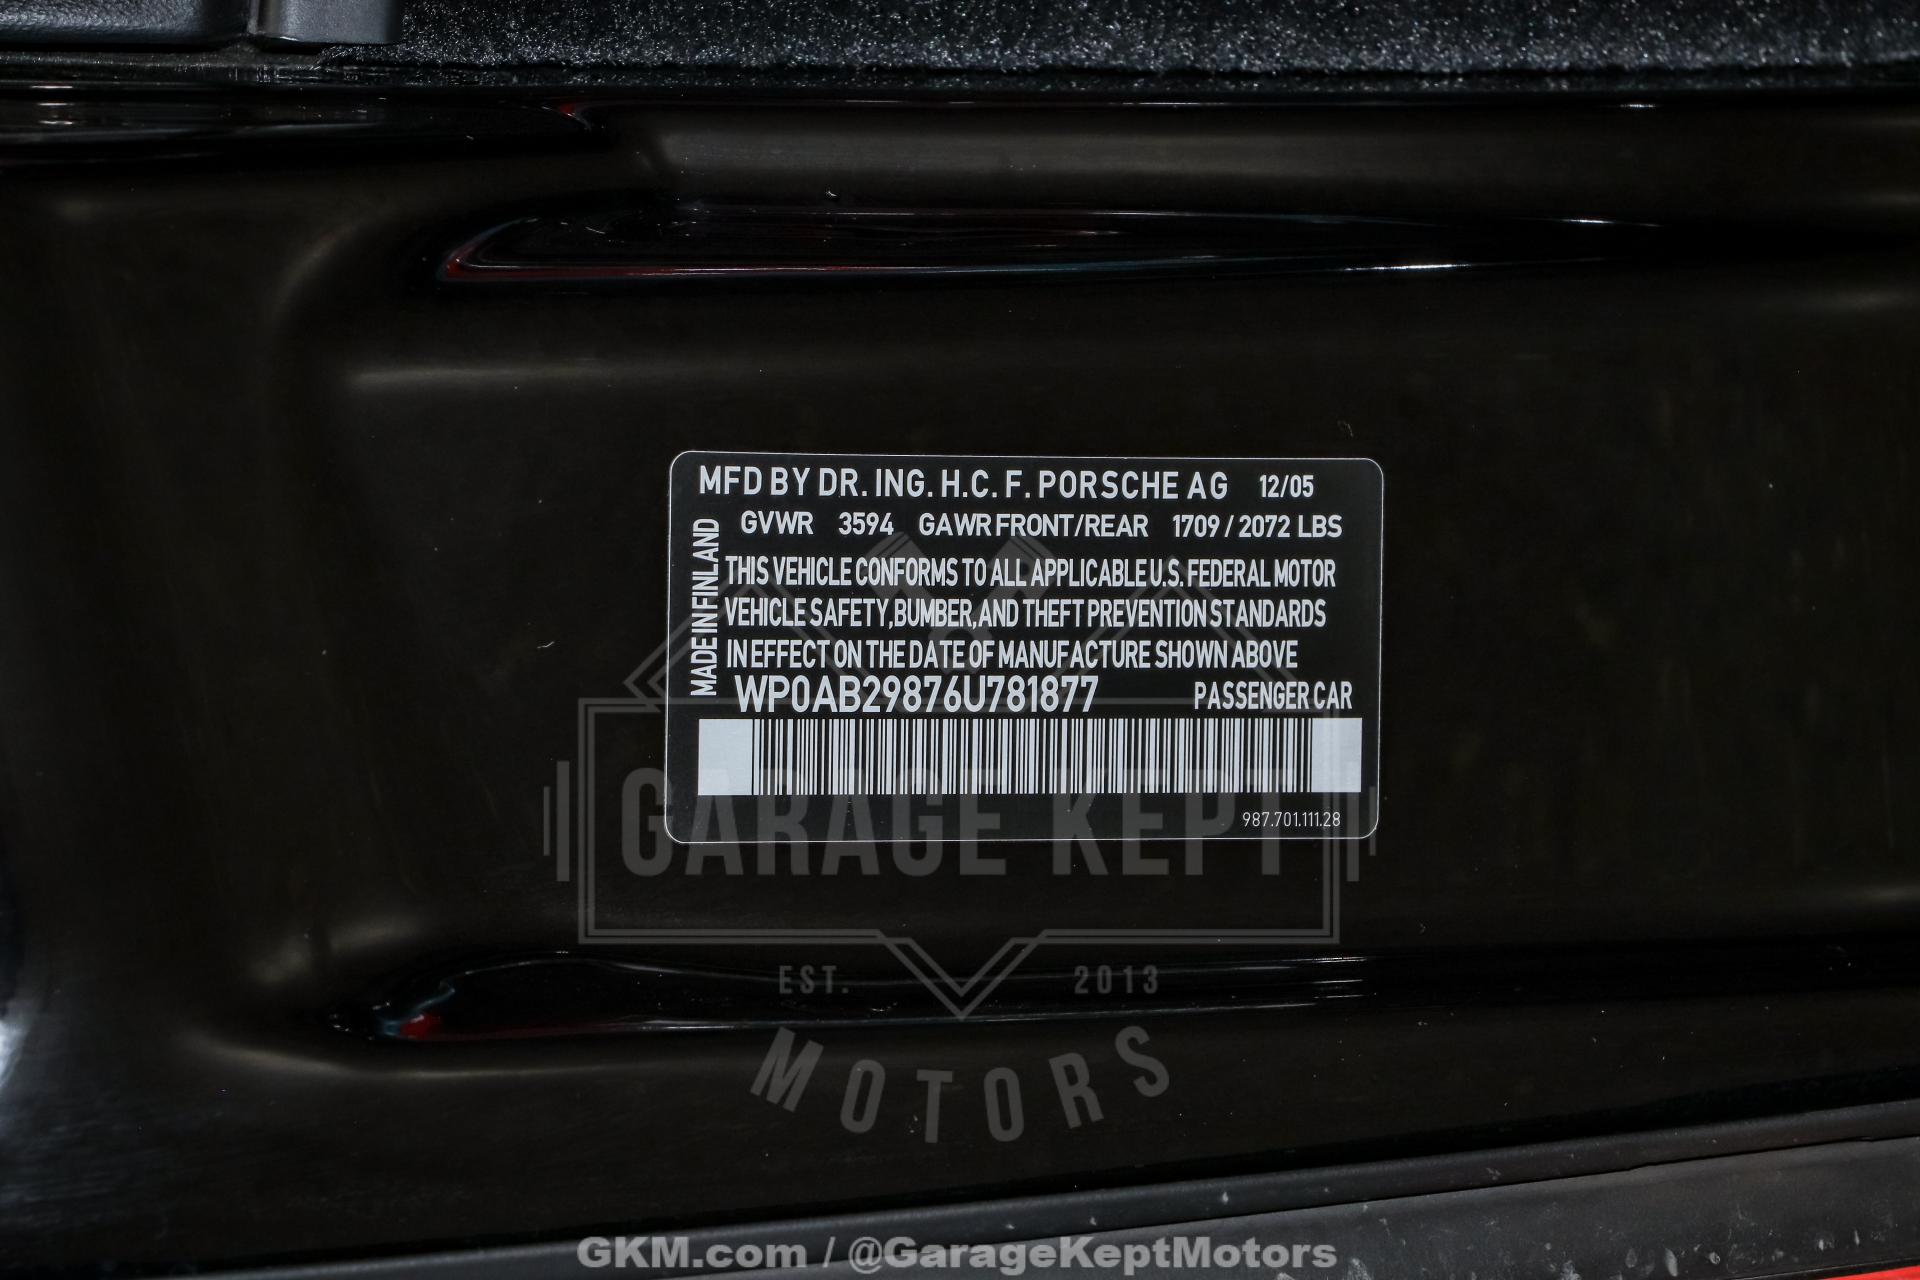 MFD BY DR. ING. H.C. F. PORSCHE AG 12/05
GVWR 3594 GAWR FRONT/REAR 1709 / 2072 LBS
MADE IN FINLAND
THIS VEHICLE CONFORMS TO ALL APPLICABLE U.S. FEDERAL MOTOR
VEHICLE SAFETY, BUMBER, AND THEFT PREVENTION STANDARDS
IN EFFECT ON THE DATE OF MANUFACTURE SHOWN ABOVE
WP0AB29876U781877 PASSENGER CAR
987.701.111.28
GARAGE KEPT
EST. 2013
MOTORS
GKM.com / @GarageKeptMotors